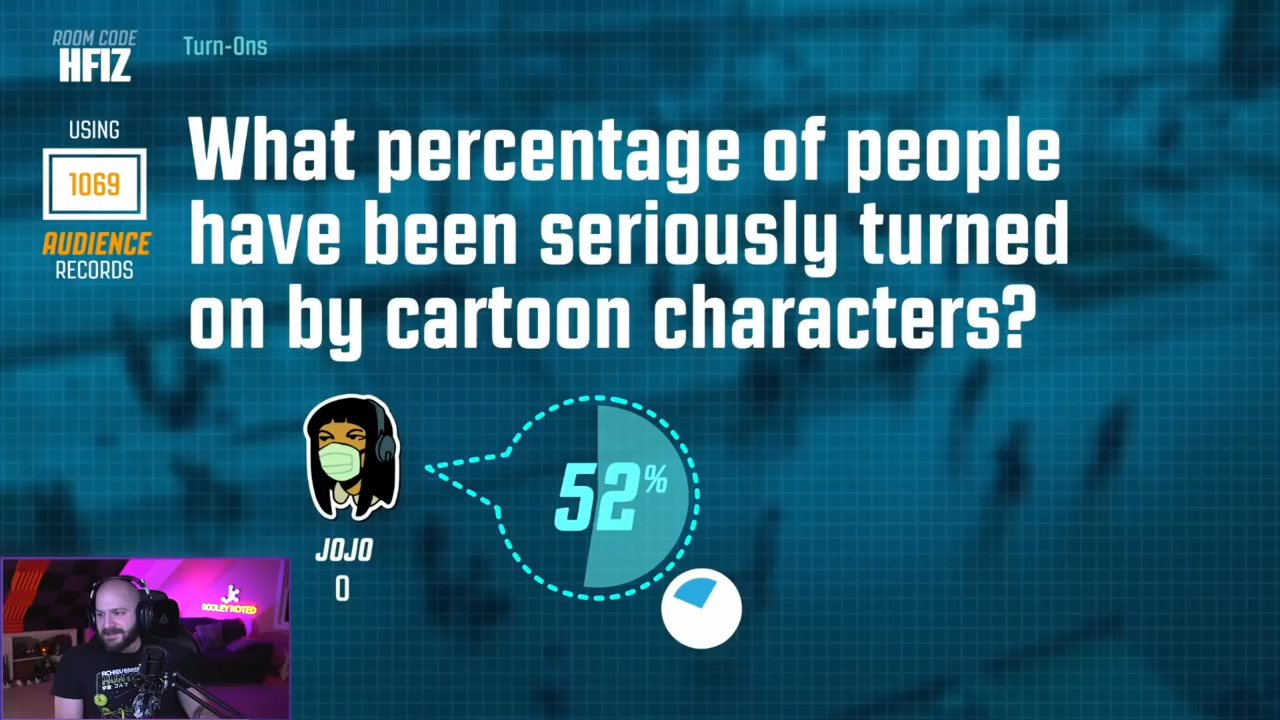 ROOM CODE
HFIZ
Turn-Ons
USING
1069
AUDIENCE
RECORDS
What percentage of people
have been seriously turned
on by cartoon characters?
52%
JOJO
0
DOOLEY NOTED